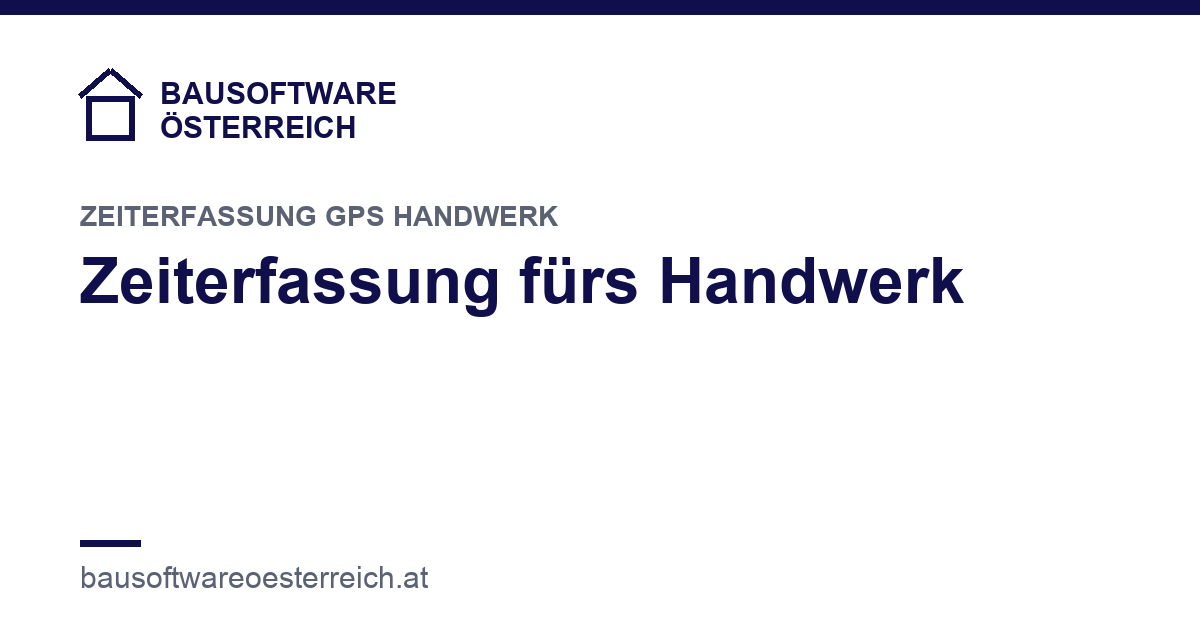 BAUSOFTWARE
ÖSTERREICH
ZEITERFASSUNG GPS HANDWERK
Zeiterfassung fürs Handwerk
bausoftwareoesterreich.at